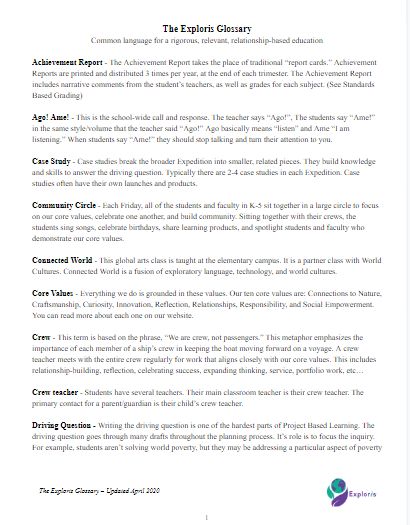 The Exploris Glossary
Common language for a rigorous, relevant, relationship-based education
Achievement Report - The Achievement Report takes the place of traditional “report cards.” Achievement
Reports are printed and distributed 3 times per year, at the end of each trimester. The Achievement Report
includes narrative comments from the student’s teachers, as well as grades for each subject. (See Standards
Based Grading)
Ago! Ame! - This is the school-wide call and response. The teacher says “Ago!”, The students say “Ame!”
in the same style/volume that the teacher said “Ago!” Ago basically means “listen” and Ame “I am
listening.” When students say “Ame!” they should stop talking and turn their attention to you.
Case Study - Case studies break the broader Expedition into smaller, related pieces. They build knowledge
and skills to answer the driving question. Typically there are 2-4 case studies in each Expedition. Case
studies often have their own launches and products.
Community Circle - Each Friday, all of the students and faculty in K-5 sit together in a large circle to focus
on our core values, celebrate one another, and build community. Sitting together with their crews, the
students sing songs, celebrate birthdays, share learning products, and spotlight students and faculty who
demonstrate our core values.
Connected World - This global arts class is taught at the elementary campus. It is a partner class with World
Cultures. Connected World is a fusion of exploratory language, technology, and world cultures.
Core Values - Everything we do is grounded in these values. Our ten core values are: Connections to Nature,
Craftsmanship, Curiosity, Innovation, Reflection, Relationships, Responsibility, and Social Empowerment.
You can read more about each one on our website.
Crew - This term is based on the phrase, “We are crew, not passengers.” This metaphor emphasizes the
importance of each member of a ship’s crew in keeping the boat moving forward on a voyage. A crew
teacher meets with the entire crew regularly for work that aligns closely with our core values. This includes
relationship-building, reflection, celebrating success, expanding thinking, service, portfolio work, etc…
Crew teacher - Students have several teachers. Their main classroom teacher is their crew teacher. The
primary contact for a parent/guardian is their child’s crew teacher.
Driving Question - Writing the driving question is one of the hardest parts of Project Based Learning. The
driving question goes through many drafts throughout the planning process. It’s role is to focus the inquiry.
For example, students aren’t solving world poverty, but they may be addressing a particular aspect of poverty
The Exploris Glossary – Updated April 2020
Exploris
1